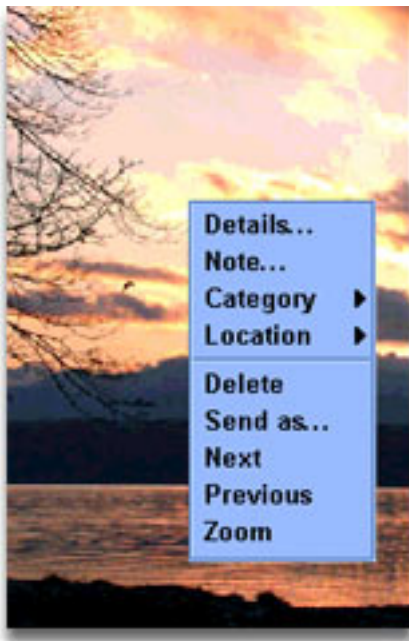 Details...
Note...
Category
Location
Delete
Send as...
Next
Previous
Zoom